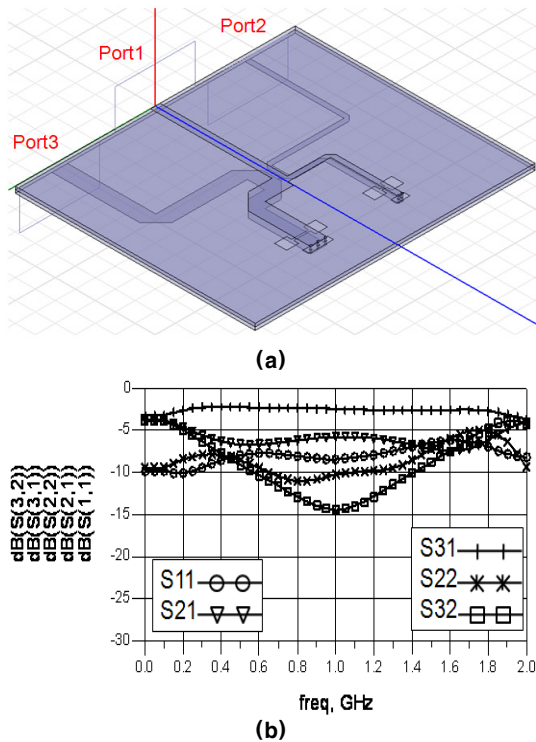 Port2
Port1
Port3
(a)
0
-5
-10
-15
-20
-25
-30
dB(S(3,2))
dB(S(3,1))
dB(S(2,2))
dB(S(2,1))
dB(S(1,1))
S11
S21
S31
S22
S32
0.0 0.2 0.4 0.6 0.8 1.0 1.2 1.4 1.6 1.8 2.0
freq, GHz
(b)